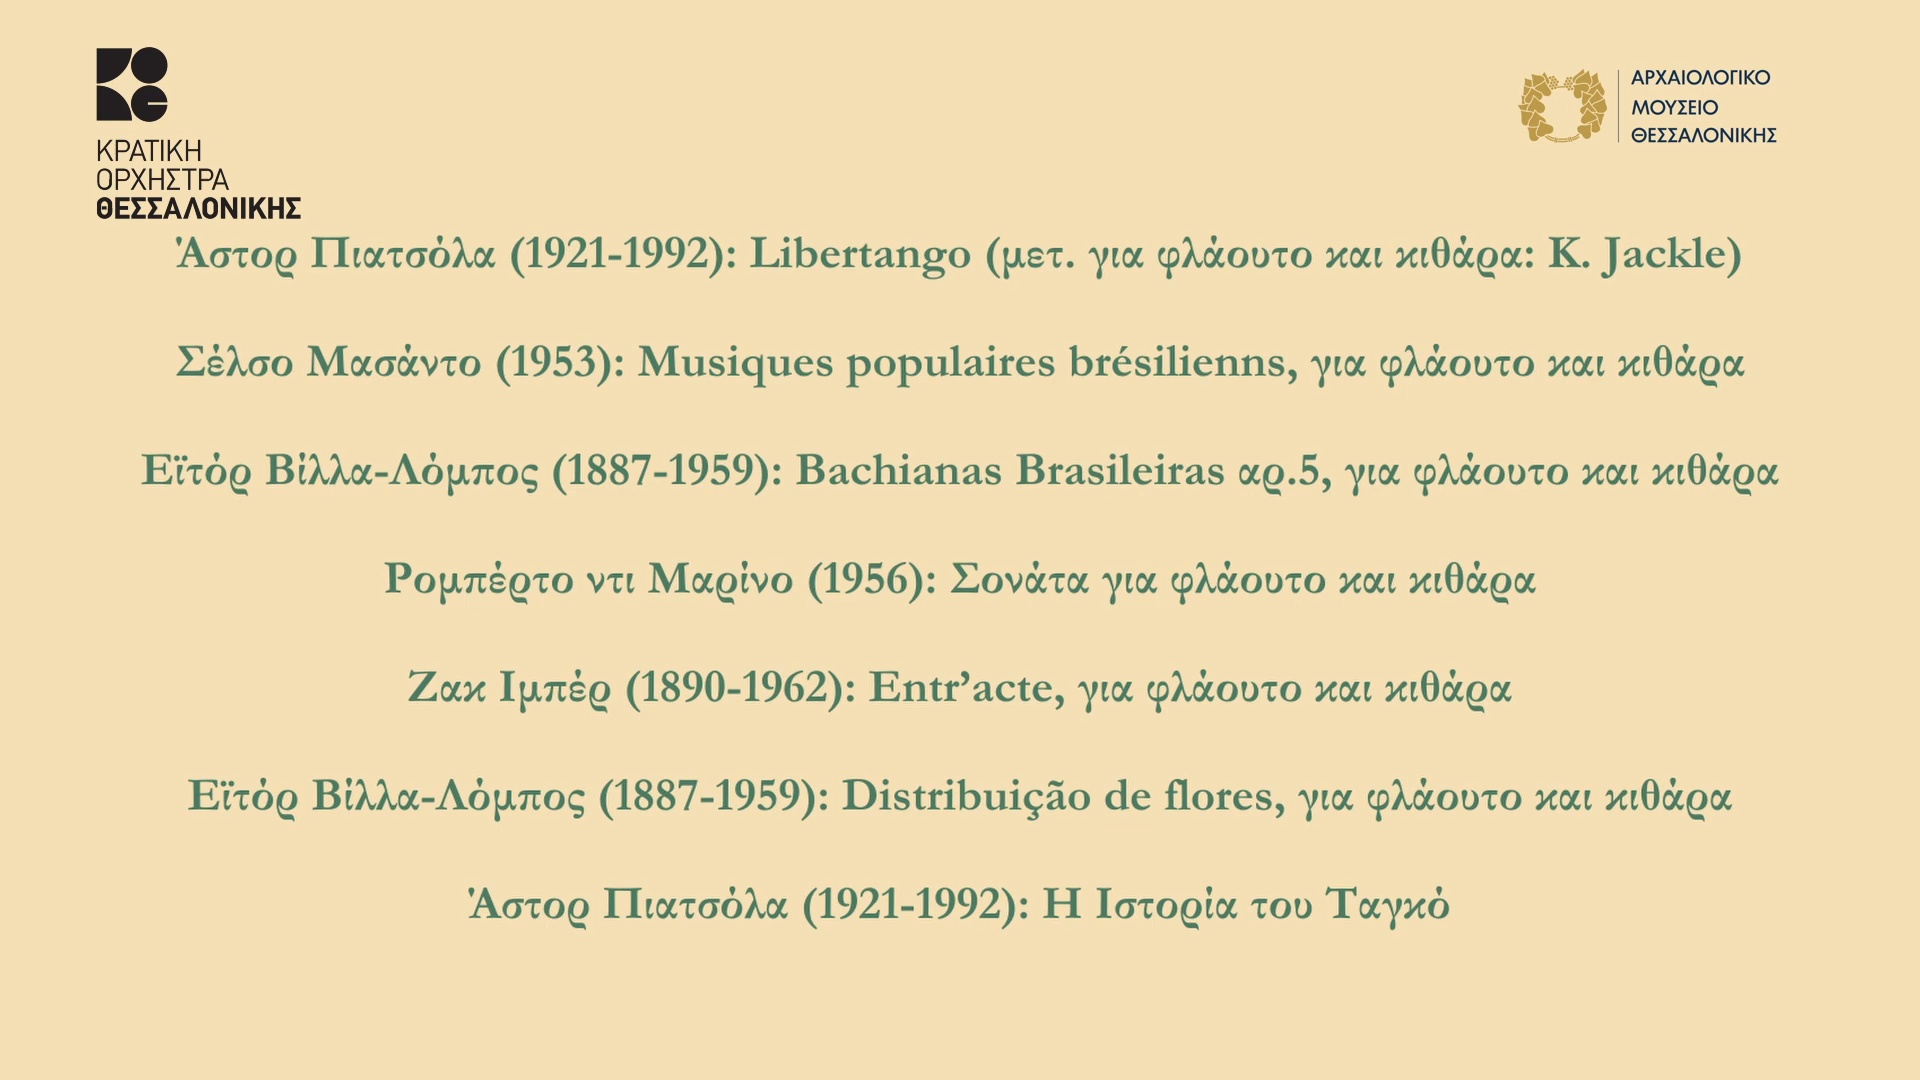 ΚΡΑΤΙΚΗ
ΟΡΧΗΣΤΡΑ
ΘΕΣΣΑΛΟΝΙΚΗΣ
ΑΡΧΑΙΟΛΟΓΙΚΟ
ΜΟΥΣΕΙΟ
ΘΕΣΣΑΛΟΝΙΚΗΣ
Άστορ Πιατσόλα (1921-1992): Libertango (μετ. για φλάουτο και κιθάρα: K. Jackle)
Σέλσο Μασάντο (1953): Musiques populaires brésilienns, για φλάουτο και κιθάρα
Εϊτόρ Βίλλα-Λόμπος (1887-1959): Bachianas Brasileiras αρ.5, για φλάουτο και κιθάρα
Ρομπέρτο ντι Μαρίνο (1956): Σονάτα για φλάουτο και κιθάρα
Ζακ Ιμπέρ (1890-1962): Entr’acte, για φλάουτο και κιθάρα
Εϊτόρ Βίλλα-Λόμπος (1887-1959): Distribuição de flores, για φλάουτο και κιθάρα
Άστορ Πιατσόλα (1921-1992): Η Ιστορία του Ταγκό